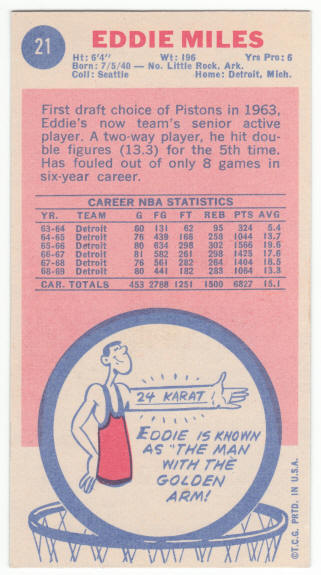 21
EDDIE MILES
Ht: 6'4" Wt: 196 Yrs Pro: 6
Born: 7/5/40 — No. Little Rock, Ark.
Coll: Seattle Home: Detroit, Mich.
First draft choice of Pistons in 1963,
Eddie's now team's senior active
player. A two-way player, he hit dou-
ble figures (13.3) for the 5th time.
Has fouled out of only 8 games in
six-year career.
CAREER NBA STATISTICS
YR. TEAM G FG FT REB PTS AVG
63-64 Detroit 60 131 62 95 324 5.4
64-65 Detroit 76 439 166 258 1044 13.7
65-66 Detroit 80 634 298 302 1566 19.6
66-67 Detroit 81 582 261 298 1425 17.6
67-68 Detroit 76 561 282 264 1404 18.5
68-69 Detroit 80 441 182 283 1064 13.3
CAR. TOTALS 453 2788 1251 1500 6827 15.1
24 KARAT
EDDIE IS KNOWN
AS "THE MAN
WITH THE
GOLDEN
ARM!
©T.C.G. PRTD. IN U.S.A.